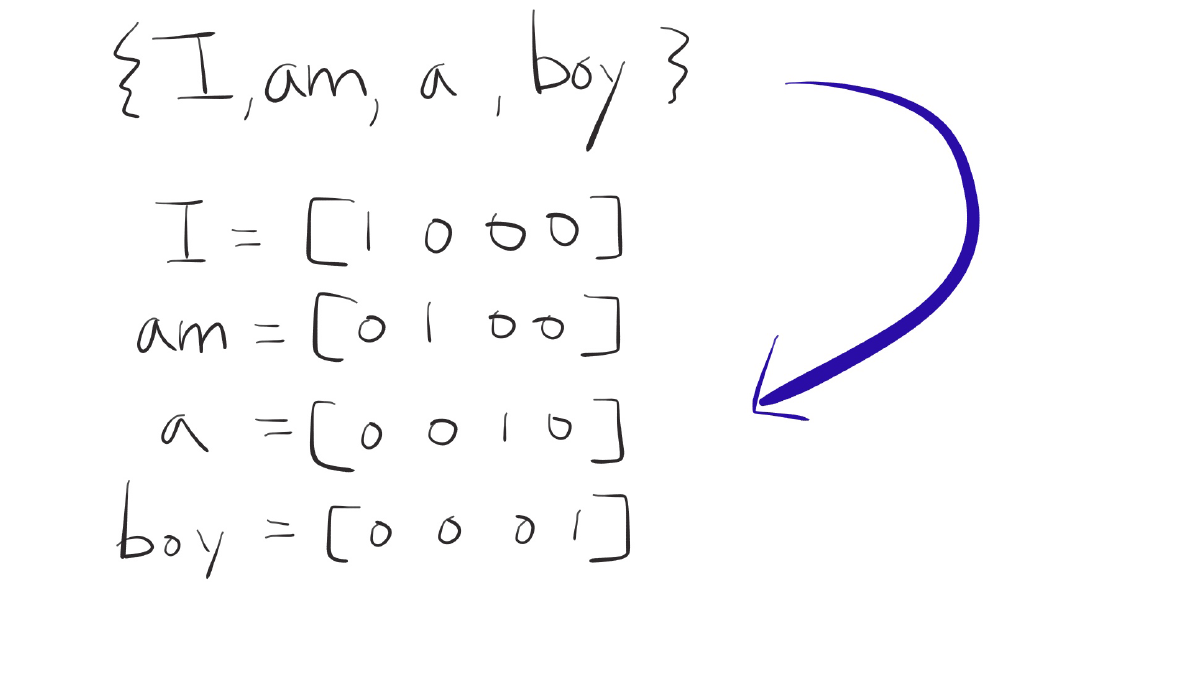 { I, am, a, boy }
I = [ 1 0 0 0 ]
am = [ 0 1 0 0 ]
a = [ 0 0 1 0 ]
boy = [ 0 0 0 1 ]